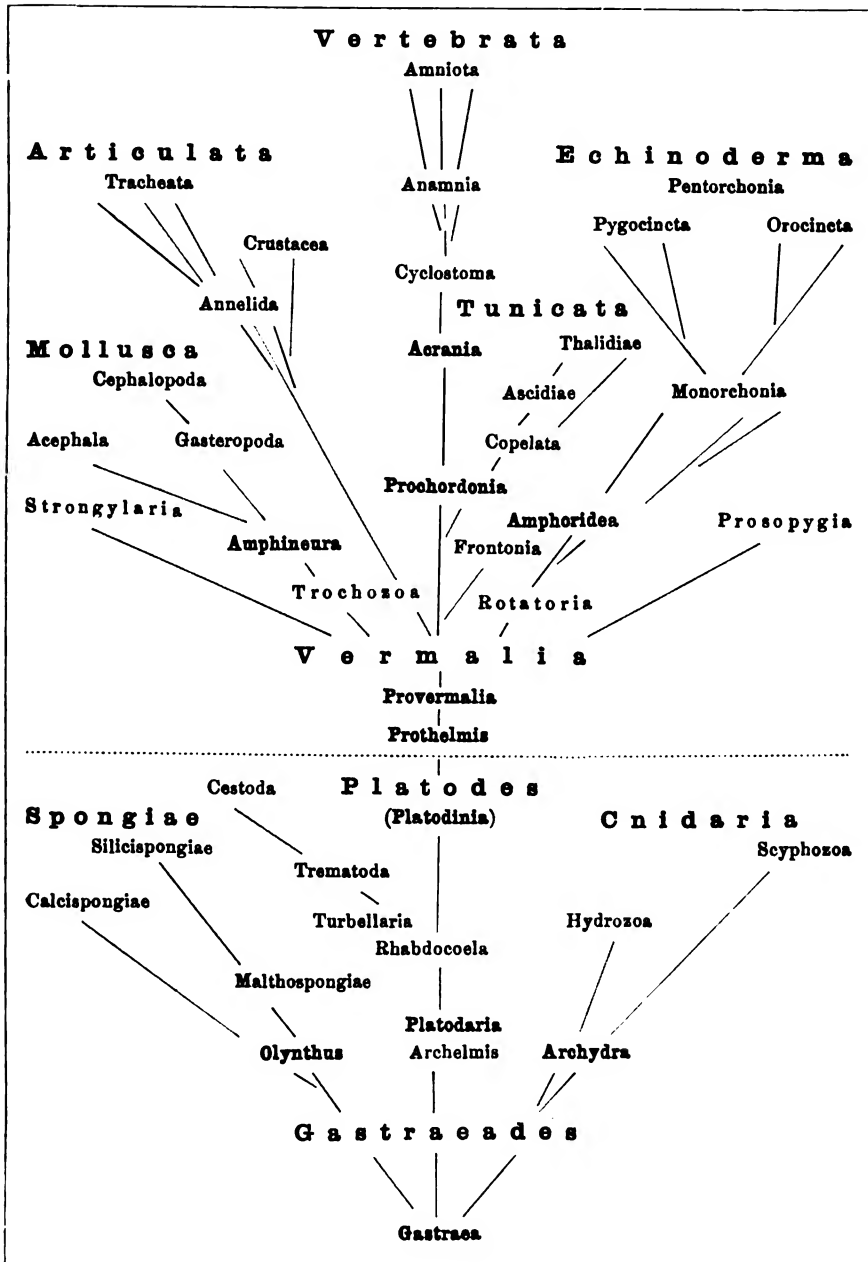 Vertebrata
Amniota
Articulata
Echinoderma
Tracheata
Anamnia
Pentorchonia
Pygocincta
Orocineta
Crustacea
Cyclostoma
Annelida
Tunicata
Mollusca
Acrania
Thalidiae
Cephalopoda
Ascidiae
Monorchonia
Acephala
Gasteropoda
Copelata
Prochordonia
Strongylaria
Amphoridea
Prosopygia
Amphineura
Frontonia
Trochozoa
Rotatoria
Vermalia
Provermalia
Prothelmis
Cestoda
Platodes
Spongiae
(Platodinia)
Cnidaria
Silicispongiae
Scyphozoa
Trematoda
Calcispongiae
Turbellaria
Hydrozoa
Rhabdocoela
Malthospongiae
Platodaria
Olynthus
Archelmis
Archydra
Gastraeades
Gastraea